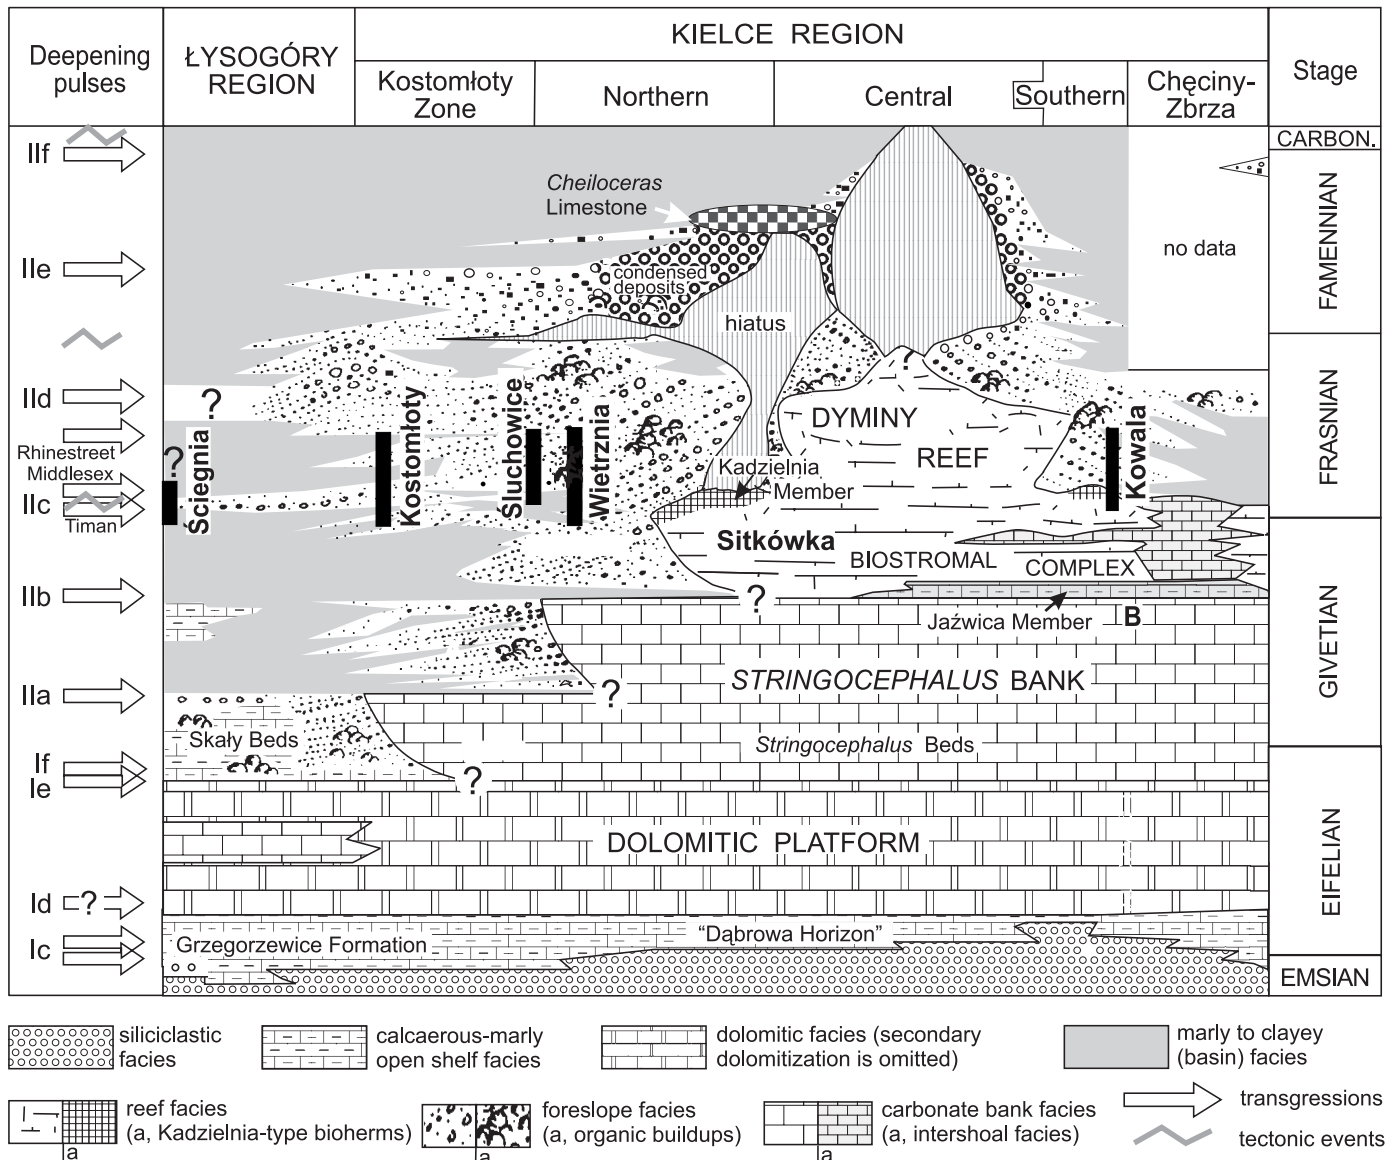 Deepening
pulses
ŁYSOGÓRY
REGION
KIELCE REGION
Kostomłoty
Zone
Northern
Central
Southern
Chęciny-
Zbrza
Stage
IIf
IIe
IId
Rhinestreet
Middlesex
IIc
Timan
IIb
IIa
If
Ie
Id
?
Ic
CARBON.
FAMENNIAN
FRASNIAN
GIVETIAN
EIFELIAN
EMSIAN
Cheiloceras
Limestone
condensed
deposits
hiatus
no data
?
?
?
Ściegnia
Kostomłoty
Śluchowice
Wietrznia
Kowala
DYMINY
REEF
Kadzielnia
Member
Sitkówka
BIOSTROMAL
COMPLEX
?
Jaźwica Member
B
STRINGOCEPHALUS BANK
?
Skały Beds
Stringocephalus Beds
?
DOLOMITIC PLATFORM
Grzegorzewice Formation
“Dąbrowa Horizon”
siliciclastic
facies
calcaerous-marly
open shelf facies
dolomitic facies (secondary
dolomitization is omitted)
marly to clayey
(basin) facies
reef facies
(a, Kadzielnia-type bioherms)
a
foreslope facies
(a, organic buildups)
a
carbonate bank facies
(a, intershoal facies)
a
transgressions
tectonic events